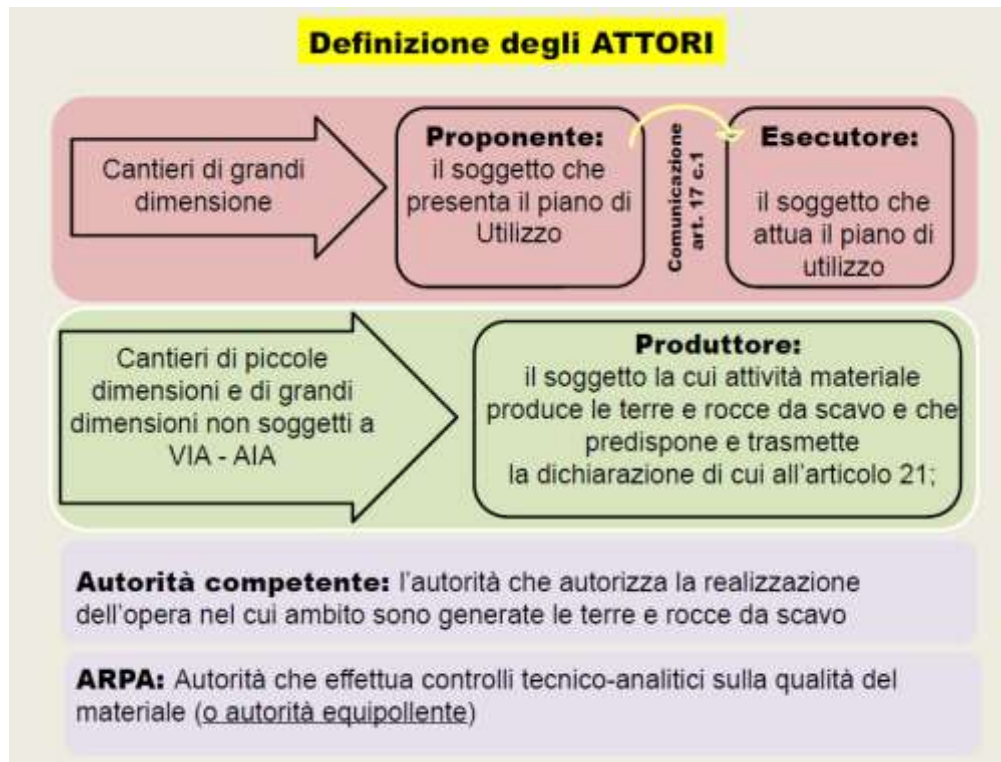 Definizione degli ATTORI
Cantieri di grandi
dimensione
Proponente:
il soggetto che
presenta il piano di
Utilizzo
Comunicazione
art. 17 c.1
Esecutore:
il soggetto che
attua il piano di
utilizzo
Cantieri di piccole
dimensioni e di grandi
dimensioni non soggetti a
VIA - AIA
Produttore:
il soggetto la cui attività materiale
produce le terre e rocce da scavo e che
predispone e trasmette
la dichiarazione di cui all'articolo 21;
Autorità competente: l'autorità che autorizza la realizzazione
dell'opera nel cui ambito sono generate le terre e rocce da scavo
ARPA: Autorità che effettua controlli tecnico-analitici sulla qualità del
materiale (o autorità equipollente)